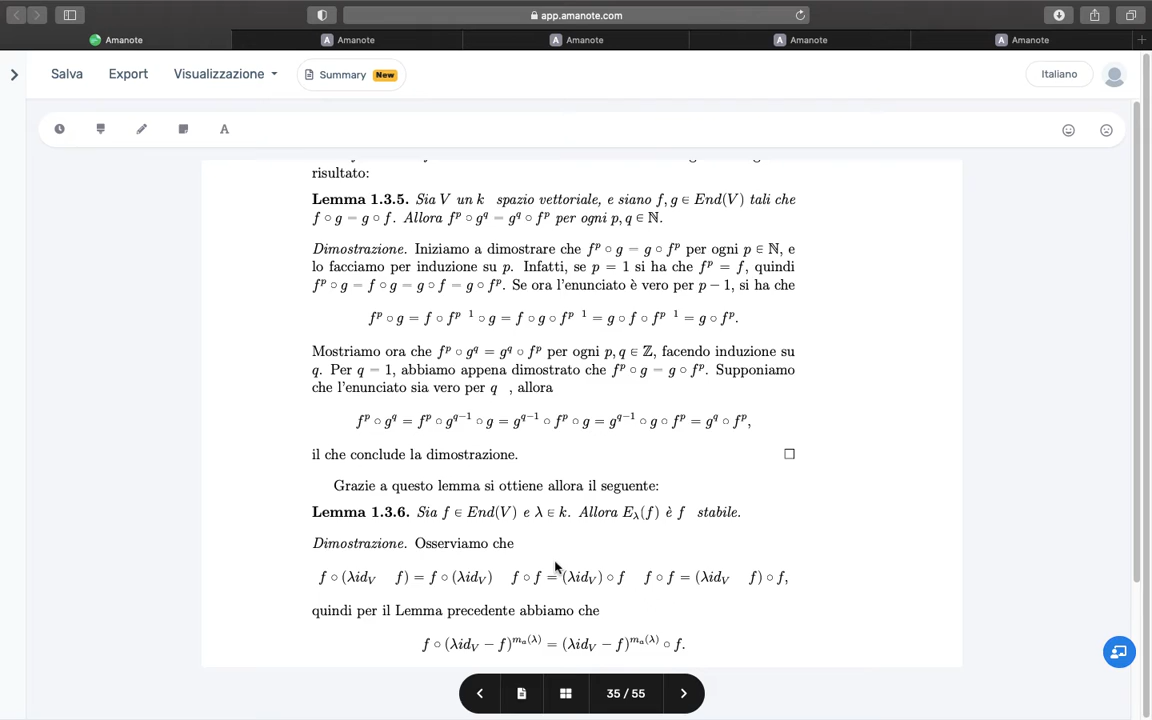 app.amanote.com
Amanote Amanote Amanote Amanote Amanote
Salva Export Visualizzazione Summary New Italiano
risultato:
Lemma 1.3.5. Sia V un k spazio vettoriale, e siano f, g ∈ End(V) tali che
f ∘ g = g ∘ f. Allora f^p ∘ g^q = g^q ∘ f^p per ogni p, q ∈ ℕ.
Dimostrazione. Iniziamo a dimostrare che f^p ∘ g = g ∘ f^p per ogni p ∈ ℕ, e
lo facciamo per induzione su p. Infatti, se p = 1 si ha che f^p = f, quindi
f^p ∘ g = f ∘ g = g ∘ f = g ∘ f^p. Se ora l'enunciato è vero per p − 1, si ha che
f^p ∘ g = f ∘ f^{p 1} ∘ g = f ∘ g ∘ f^{p 1} = g ∘ f ∘ f^{p 1} = g ∘ f^p.
Mostriamo ora che f^p ∘ g^q = g^q ∘ f^p per ogni p, q ∈ ℤ, facendo induzione su
q. Per q = 1, abbiamo appena dimostrato che f^p ∘ g = g ∘ f^p. Supponiamo
che l'enunciato sia vero per q , allora
f^p ∘ g^q = f^p ∘ g^{q−1} ∘ g = g^{q−1} ∘ f^p ∘ g = g^{q−1} ∘ g ∘ f^p = g^q ∘ f^p,
il che conclude la dimostrazione. □
Grazie a questo lemma si ottiene allora il seguente:
Lemma 1.3.6. Sia f ∈ End(V) e λ ∈ k. Allora E_λ(f) è f stabile.
Dimostrazione. Osserviamo che
f ∘ (λid_V f) = f ∘ (λid_V) f ∘ f = (λid_V) ∘ f f ∘ f = (λid_V f) ∘ f,
quindi per il Lemma precedente abbiamo che
f ∘ (λid_V − f)^{m_a(λ)} = (λid_V − f)^{m_a(λ)} ∘ f.
35 / 55